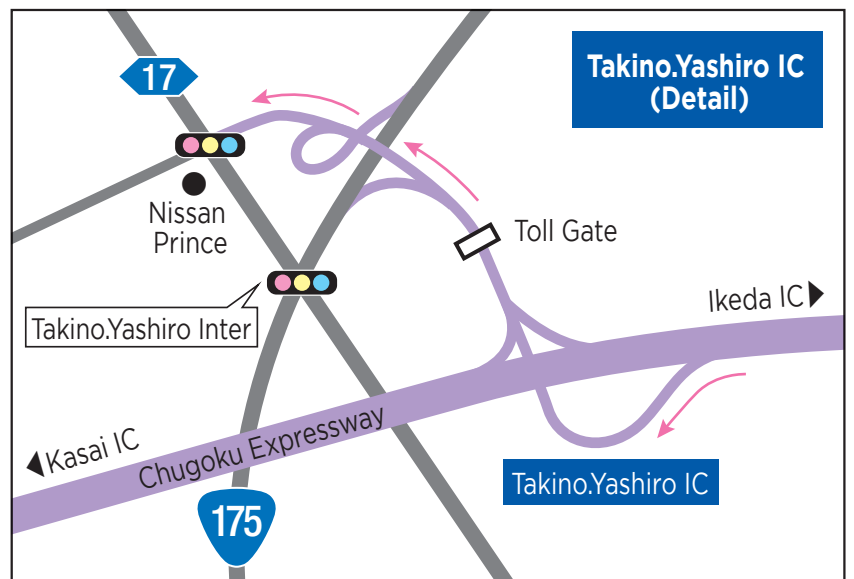 Takino.Yashiro IC
(Detail)
17
Nissan
Prince
Toll Gate
Ikeda IC
Takino.Yashiro Inter
Kasai IC
Chugoku Expressway
Takino.Yashiro IC
175